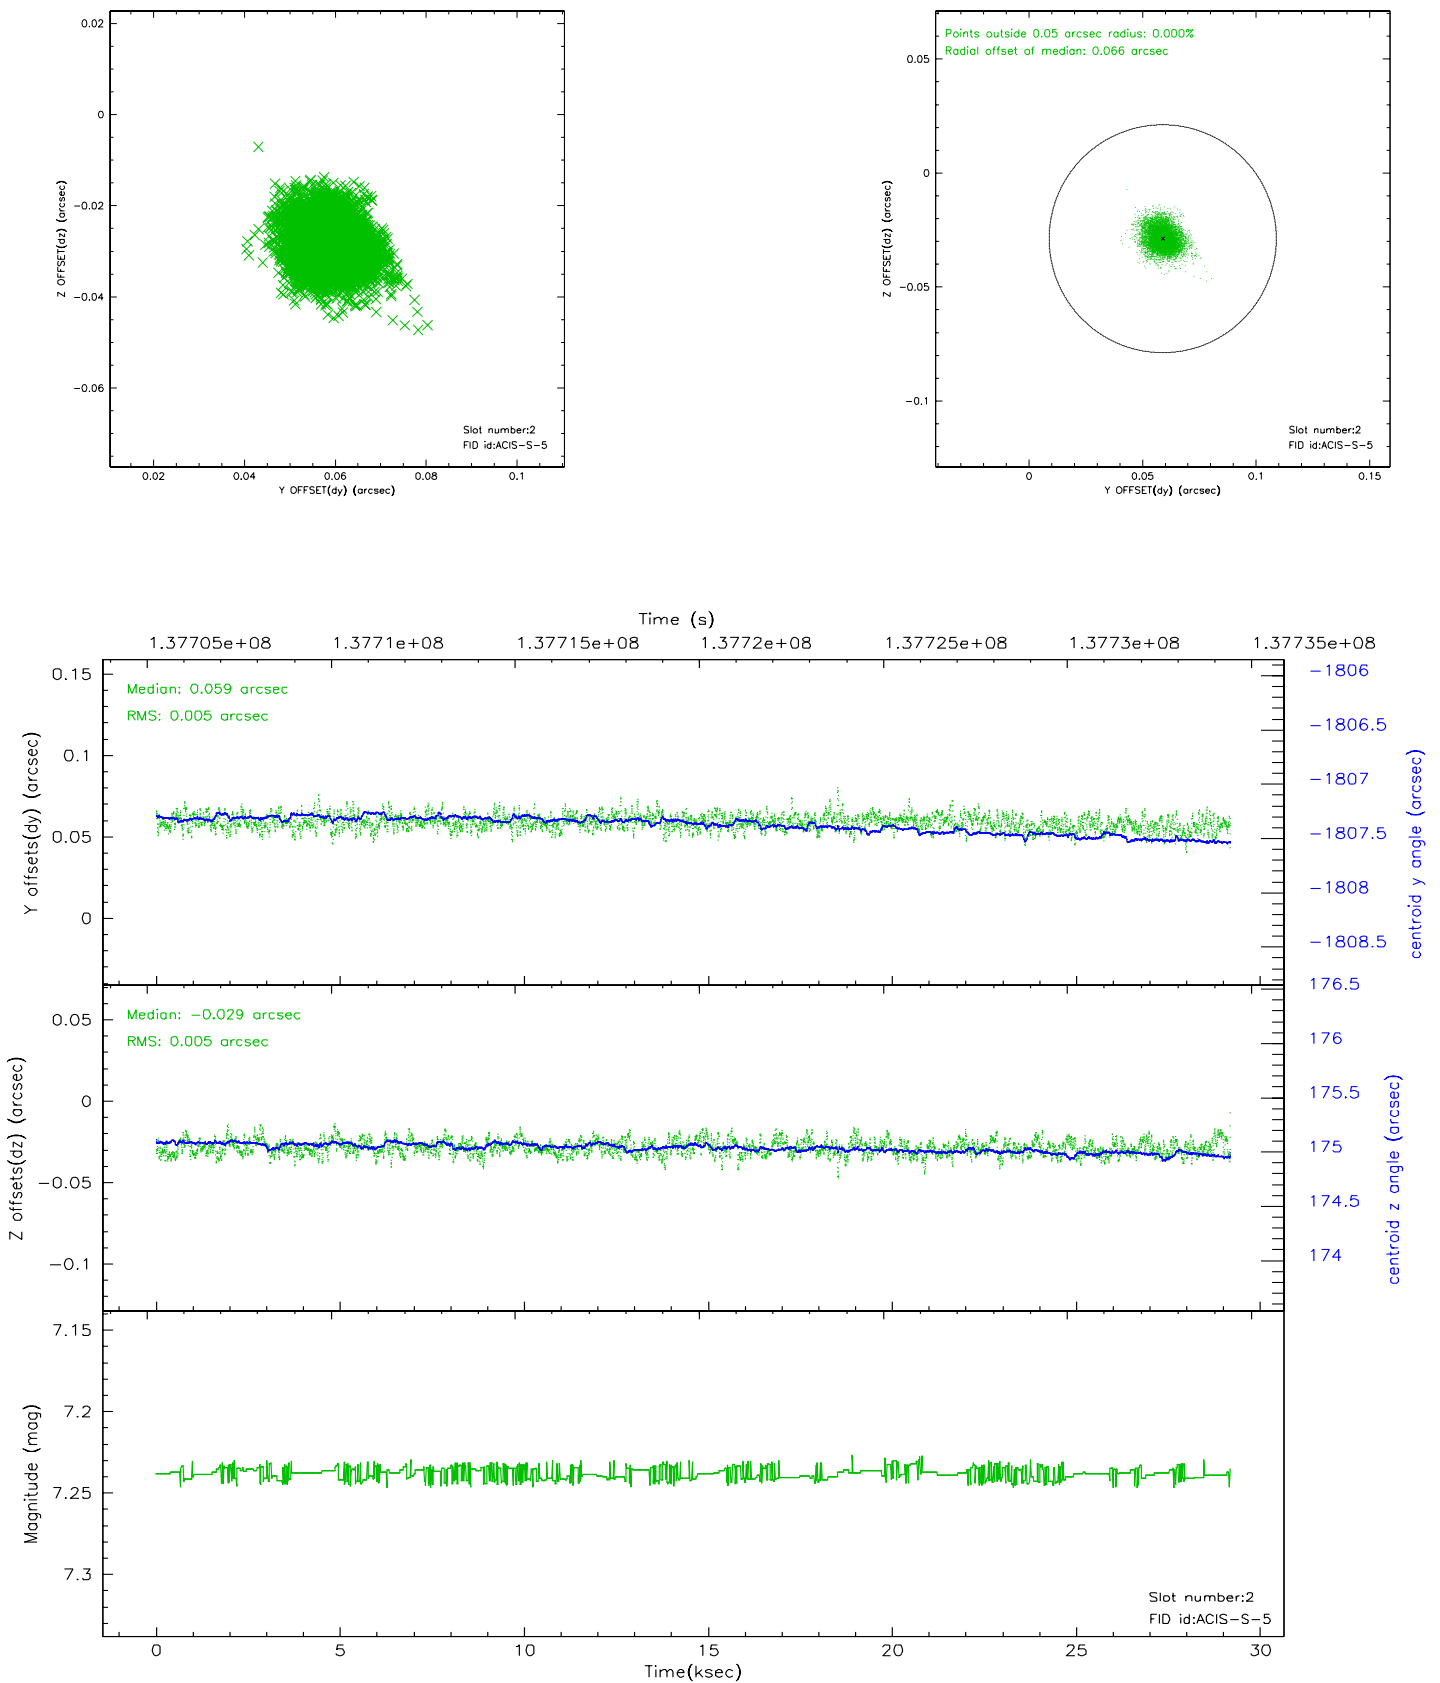 0.02
0
−0.02
−0.04
−0.06
Z OFFSET(dz) (arcsec)
Slot number:2
FID id:ACIS−S−5
0.02 0.04 0.06 0.08 0.1
Y OFFSET(dy) (arcsec)
Points outside 0.05 arcsec radius: 0.000%
Radial offset of median: 0.066 arcsec
0.05
0
−0.05
−0.1
Z OFFSET(dz) (arcsec)
Slot number:2
FID id:ACIS−S−5
0 0.05 0.1 0.15
Y OFFSET(dy) (arcsec)
Time (s)
1.37705e+08 1.3771e+08 1.37715e+08 1.3772e+08 1.37725e+08 1.3773e+08 1.37735e+08
0.15
0.1
0.05
0
Y offsets(dy) (arcsec)
Median: 0.059 arcsec
RMS: 0.005 arcsec
−1806
−1806.5
−1807
−1807.5
−1808
−1808.5
centroid y angle (arcsec)
0.05
0
−0.05
−0.1
Z offsets(dz) (arcsec)
Median: −0.029 arcsec
RMS: 0.005 arcsec
176.5
176
175.5
175
174.5
174
centroid z angle (arcsec)
7.15
7.2
7.25
7.3
Magnitude (mag)
Slot number:2
FID id:ACIS−S−5
0 5 10 15 20 25 30
Time(ksec)